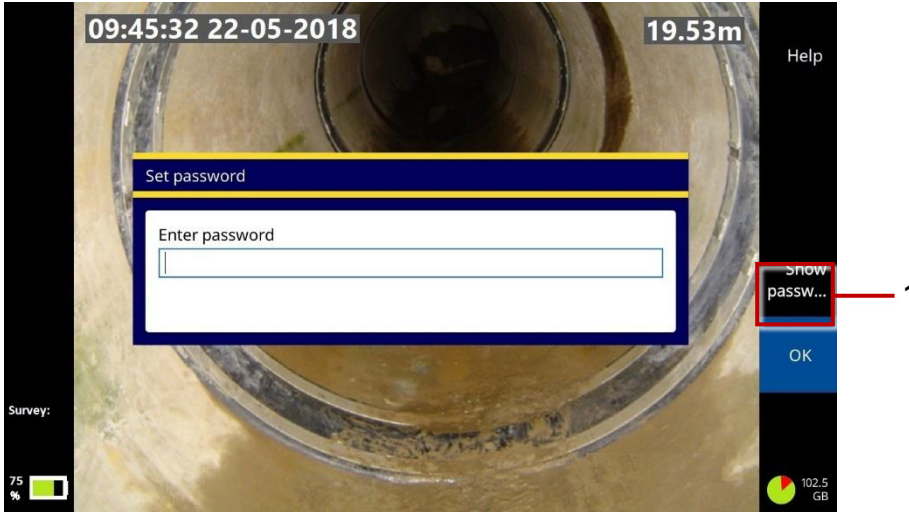 09:45:32 22-05-2018
19.53m
Help
Set password
Enter password
Show
passw...
1
OK
Survey:
75
%
102.5
GB